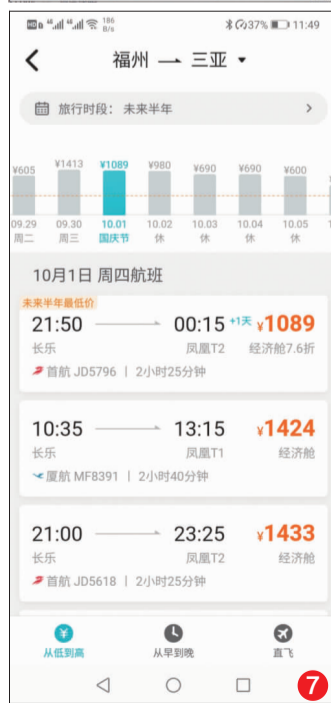 HD 186 B/s 37% 11:49
福州 三亚
旅行时段： 未来半年
¥605 ¥1413 ¥1089 ¥980 ¥690 ¥690 ¥600
09.29 09.30 10.01 10.02 10.03 10.04 10.05
周二 周三 国庆节 休 休 休 休
10月1日 周四航班
未来半年最低价
21:50 00:15 +1天 ¥1089
长乐 凤凰T2 经济舱7.6折
首航 JD5796 | 2小时25分钟
10:35 13:15 ¥1424
长乐 凤凰T1 经济舱
厦航 MF8391 | 2小时40分钟
21:00 23:25 ¥1433
长乐 凤凰T2 经济舱
首航 JD5618 | 2小时25分钟
从低到高 从早到晚 直飞
7